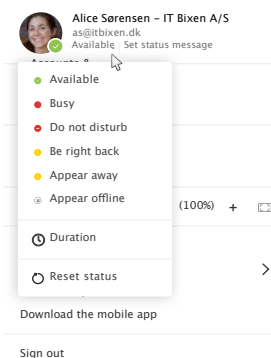 Alice Sørensen – IT Bixen A/S
as@itbixen.dk
Available Set status message
Available
Busy
Do not disturb
Be right back
Appear away
Appear offline
(100%) +
Duration
Reset status
Download the mobile app
Sign out